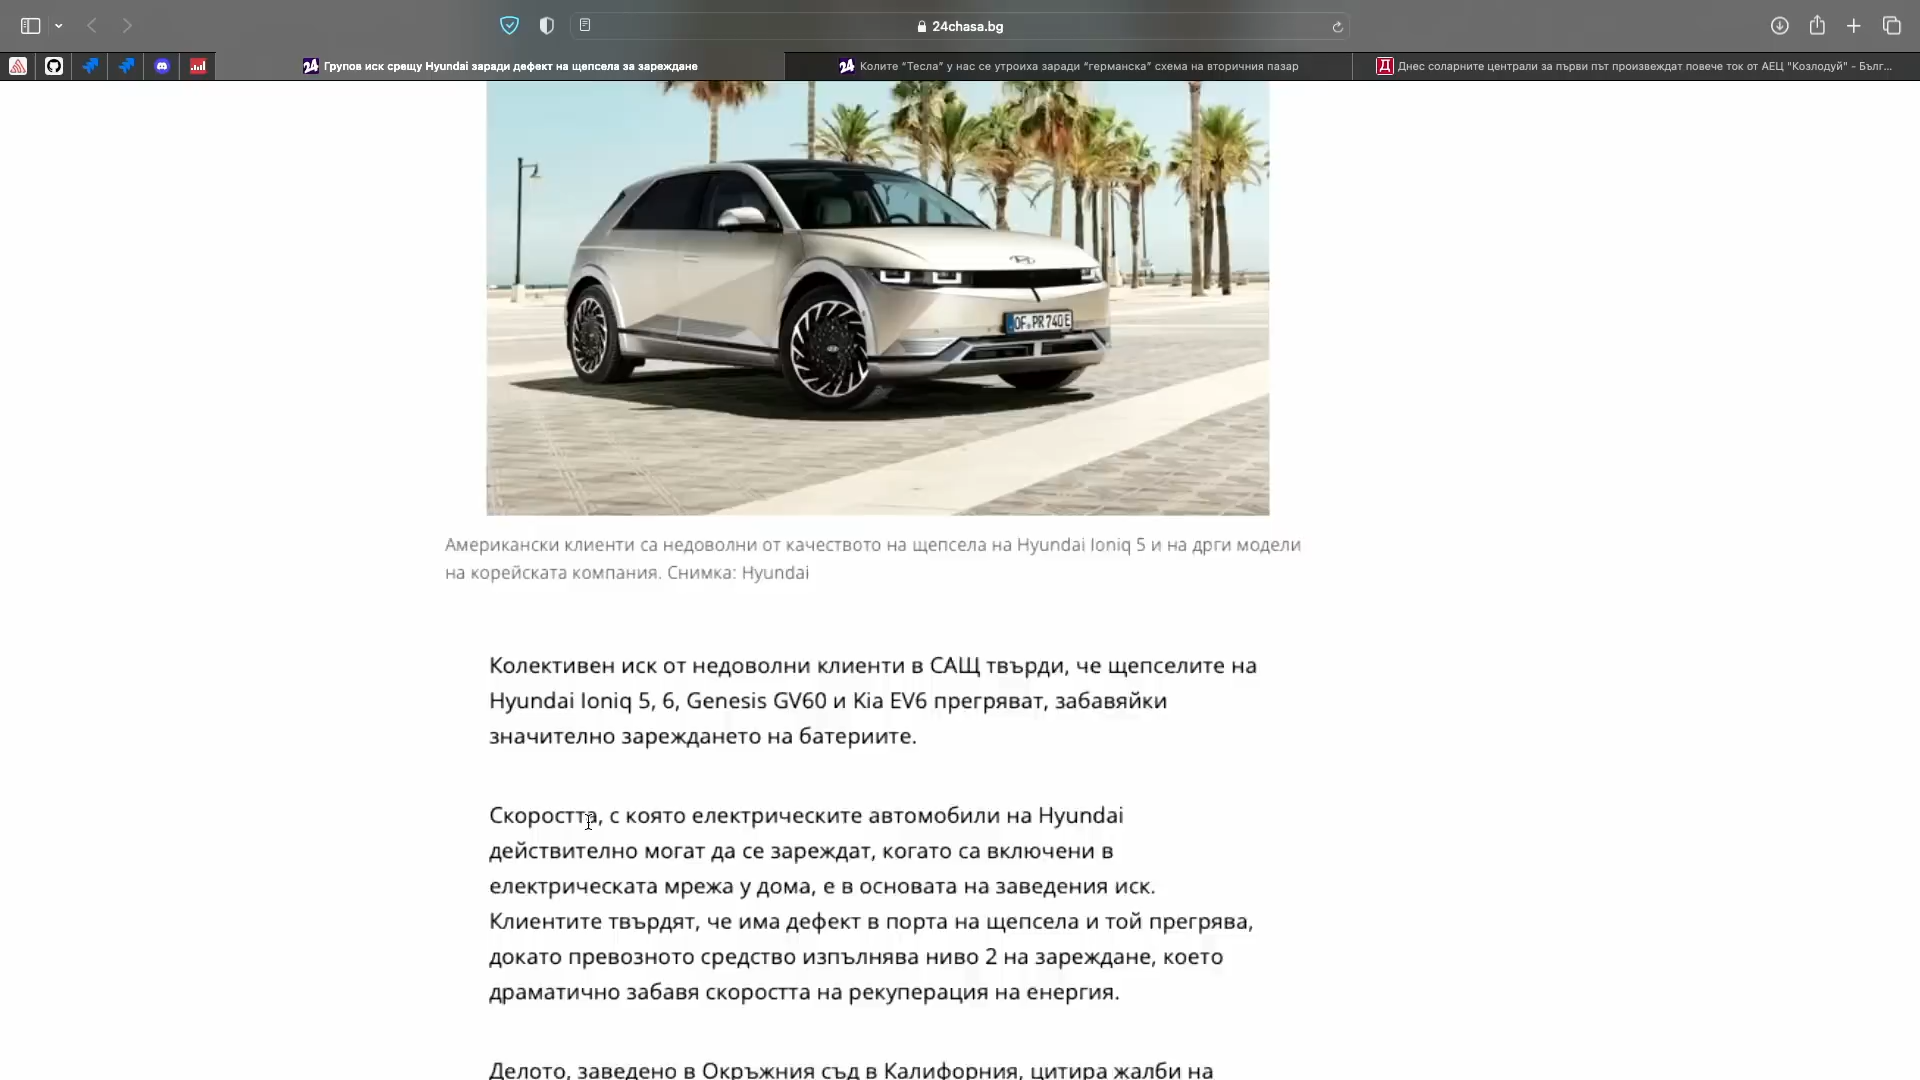 24chasa.bg
Групов иск срещу Hyundai заради дефект на щепсела за зареждане
Колите "Тесла" у нас се утроиха заради "германска" схема на вторичния пазар
Днес соларните централи за първи път произвеждат повече ток от АЕЦ "Козлодуй" - Бълг...
OF PR 740E
Американски клиенти са недоволни от качеството на щепсела на Hyundai Ioniq 5 и на дрги модели
на корейската компания. Снимка: Hyundai
Колективен иск от недоволни клиенти в САЩ твърди, че щепселите на
Hyundai Ioniq 5, 6, Genesis GV60 и Kia EV6 прегряват, забавяйки
значително зареждането на батериите.
Скоростта, с която електрическите автомобили на Hyundai
действително могат да се зареждат, когато са включени в
електрическата мрежа у дома, е в основата на заведения иск.
Клиентите твърдят, че има дефект в порта на щепсела и той прегрява,
докато превозното средство изпълнява ниво 2 на зареждане, което
драматично забавя скоростта на рекуперация на енергия.
Делото, заведено в Окръжния съд в Калифорния, цитира жалби на